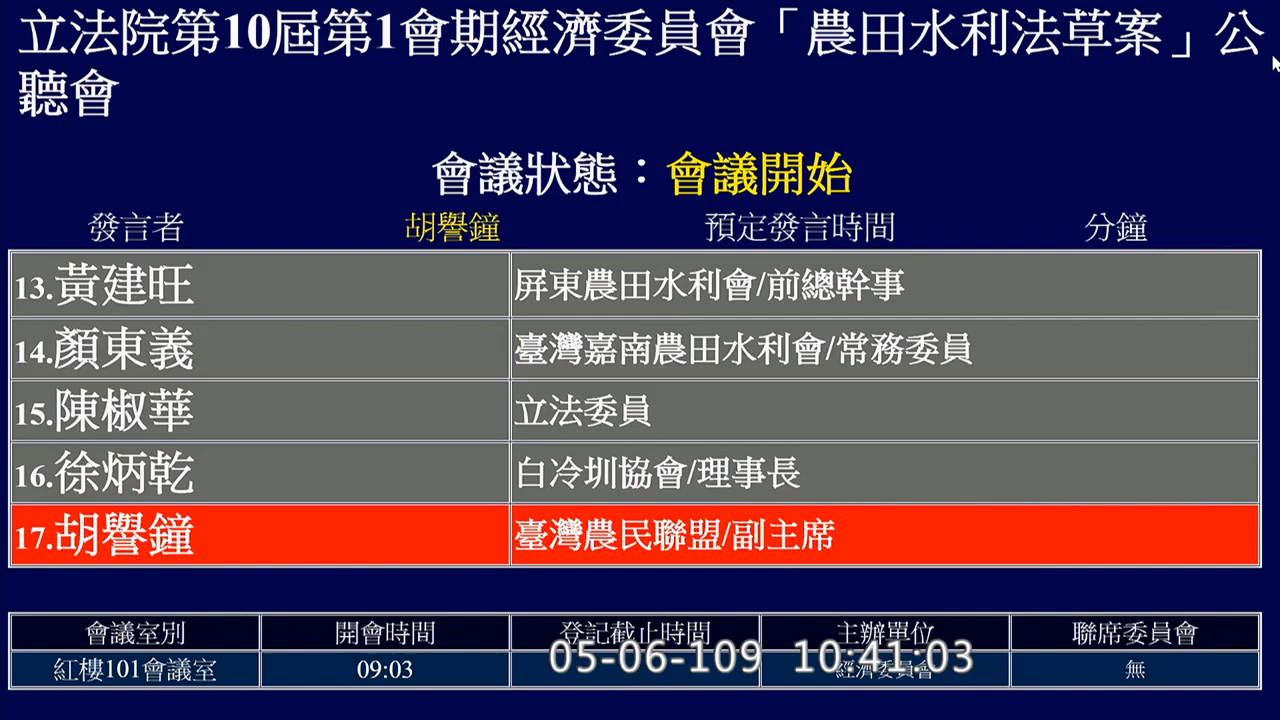 立法院第10屆第1會期經濟委員會「農田水利法草案」公
聽會
會議狀態：會議開始
發言者 胡譽鐘 預定發言時間 分鐘
13.黃建旺 屏東農田水利會/前總幹事
14.顏東義 臺灣嘉南農田水利會/常務委員
15.陳椒華 立法委員
16.徐炳乾 白冷圳協會/理事長
17.胡譽鐘 臺灣農民聯盟/副主席
會議室別 開會時間 登記截止時間 主辦單位 聯席委員會
紅樓101會議室 09:03 經濟委員會 無
05-06-109 10:41:03